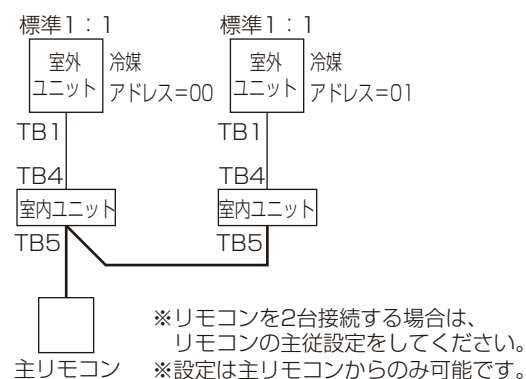 標準1：1
標準1：1
室外
ユニット
冷媒
アドレス=00
室外
ユニット
冷媒
アドレス=01
TB1
TB1
TB4
TB4
室内ユニット
室内ユニット
TB5
TB5
主リモコン
※リモコンを2台接続する場合は、
リモコンの主従設定をしてください。
※設定は主リモコンからのみ可能です。